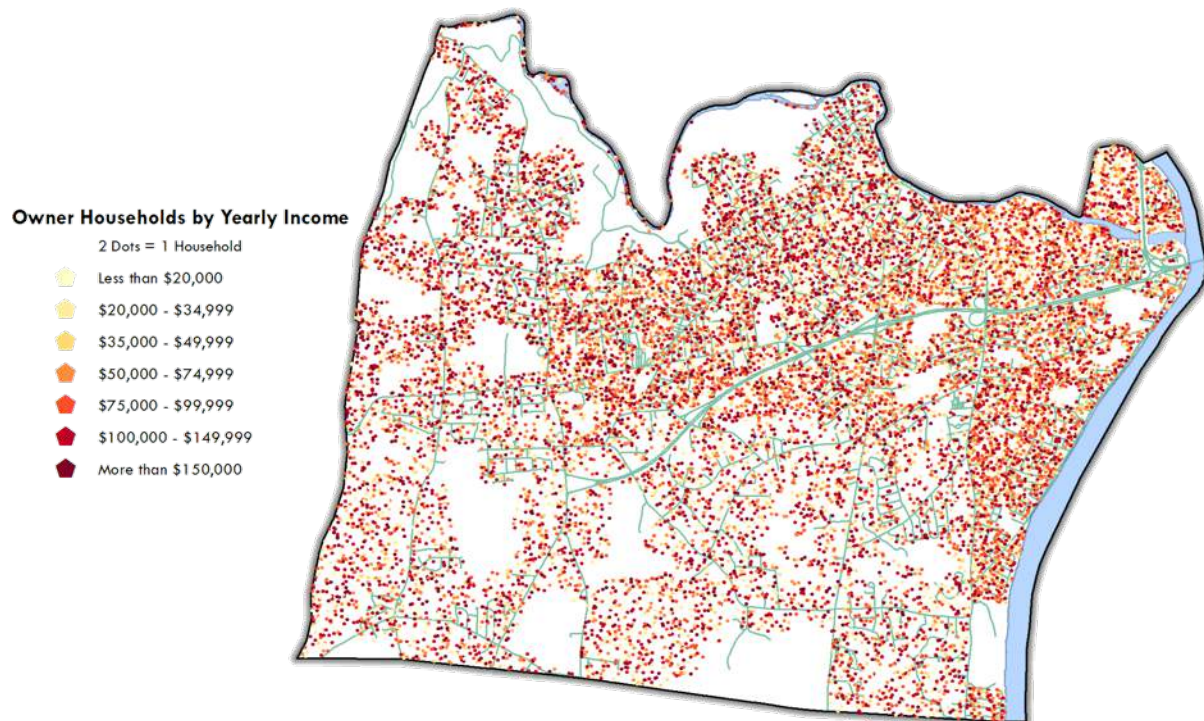 Owner Households by Yearly Income
2 Dots = 1 Household
Less than $20,000
$20,000 - $34,999
$35,000 - $49,999
$50,000 - $74,999
$75,000 - $99,999
$100,000 - $149,999
More than $150,000